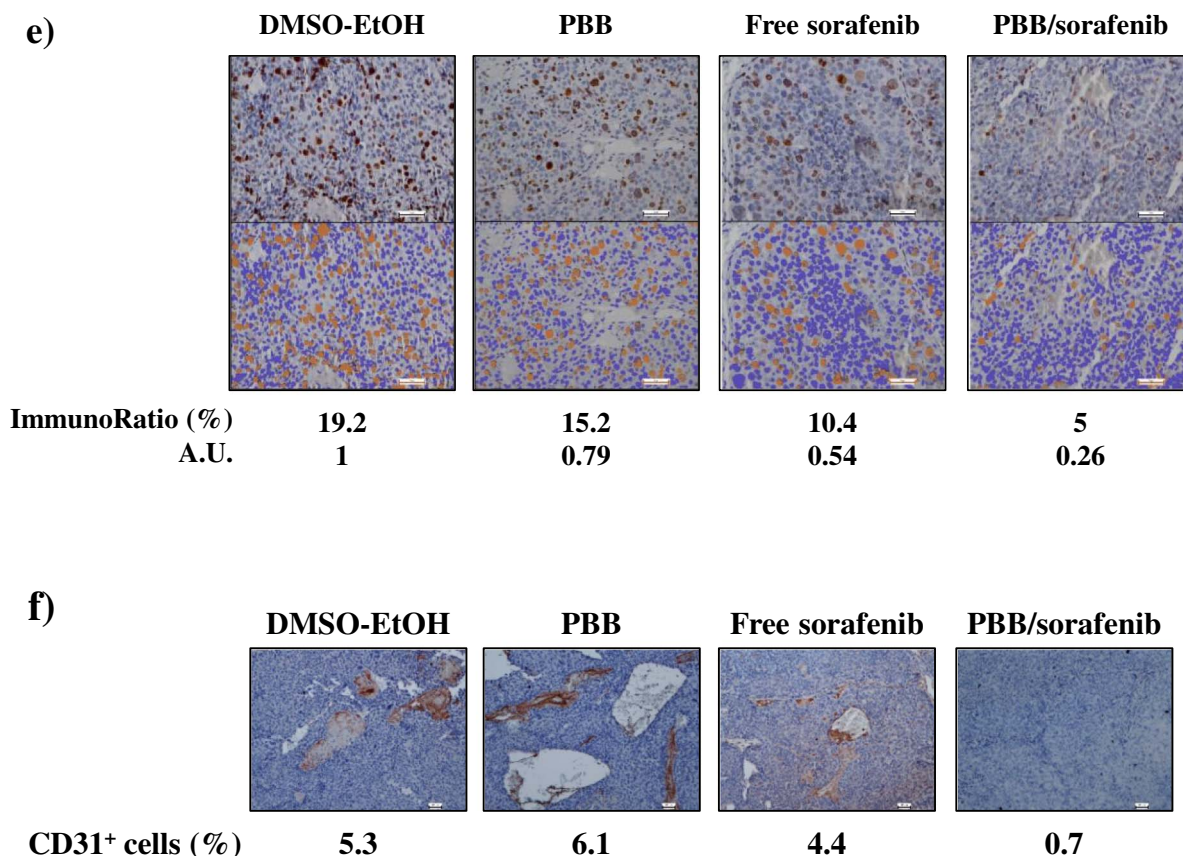 e)
DMSO-EtOH PBB Free sorafenib PBB/sorafenib
ImmunoRatio (%) 19.2 15.2 10.4 5
A.U. 1 0.79 0.54 0.26
f)
DMSO-EtOH PBB Free sorafenib PBB/sorafenib
CD31⁺ cells (%) 5.3 6.1 4.4 0.7